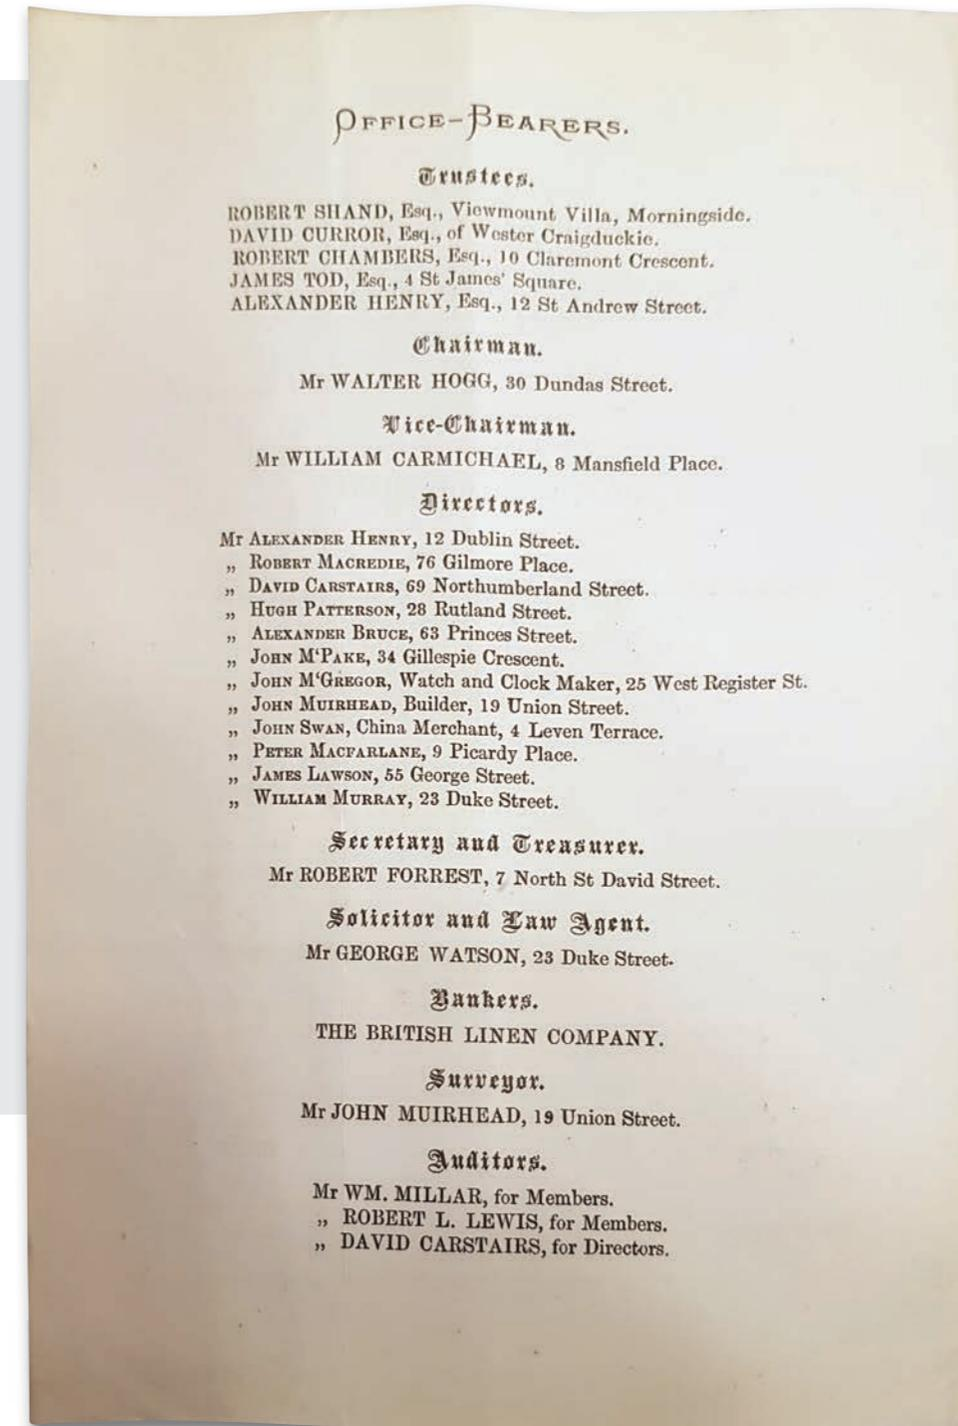 OFFICE-BEARERS.
Trustees.
ROBERT SHAND, Esq., Viewmount Villa, Morningside.
DAVID CURROR, Esq., of Wester Craigduckie.
ROBERT CHAMBERS, Esq., 10 Claremont Crescent.
JAMES TOD, Esq., 4 St James' Square.
ALEXANDER HENRY, Esq., 12 St Andrew Street.
Chairman.
Mr WALTER HOGG, 30 Dundas Street.
Vice-Chairman.
Mr WILLIAM CARMICHAEL, 8 Mansfield Place.
Directors.
Mr ALEXANDER HENRY, 12 Dublin Street.
„ ROBERT MACREDIE, 76 Gilmore Place.
„ DAVID CARSTAIRS, 69 Northumberland Street.
„ HUGH PATTERSON, 28 Rutland Street.
„ ALEXANDER BRUCE, 63 Princes Street.
„ JOHN M‘PAKE, 34 Gillespie Crescent.
„ JOHN M‘GREGOR, Watch and Clock Maker, 25 West Register St.
„ JOHN MUIRHEAD, Builder, 19 Union Street.
„ JOHN SWAN, China Merchant, 4 Leven Terrace.
„ PETER MACFARLANE, 9 Picardy Place.
„ JAMES LAWSON, 55 George Street.
„ WILLIAM MURRAY, 23 Duke Street.
Secretary and Treasurer.
Mr ROBERT FORREST, 7 North St David Street.
Solicitor and Law Agent.
Mr GEORGE WATSON, 23 Duke Street.
Bankers.
THE BRITISH LINEN COMPANY.
Surveyor.
Mr JOHN MUIRHEAD, 19 Union Street.
Auditors.
Mr WM. MILLAR, for Members.
„ ROBERT L. LEWIS, for Members.
„ DAVID CARSTAIRS, for Directors.